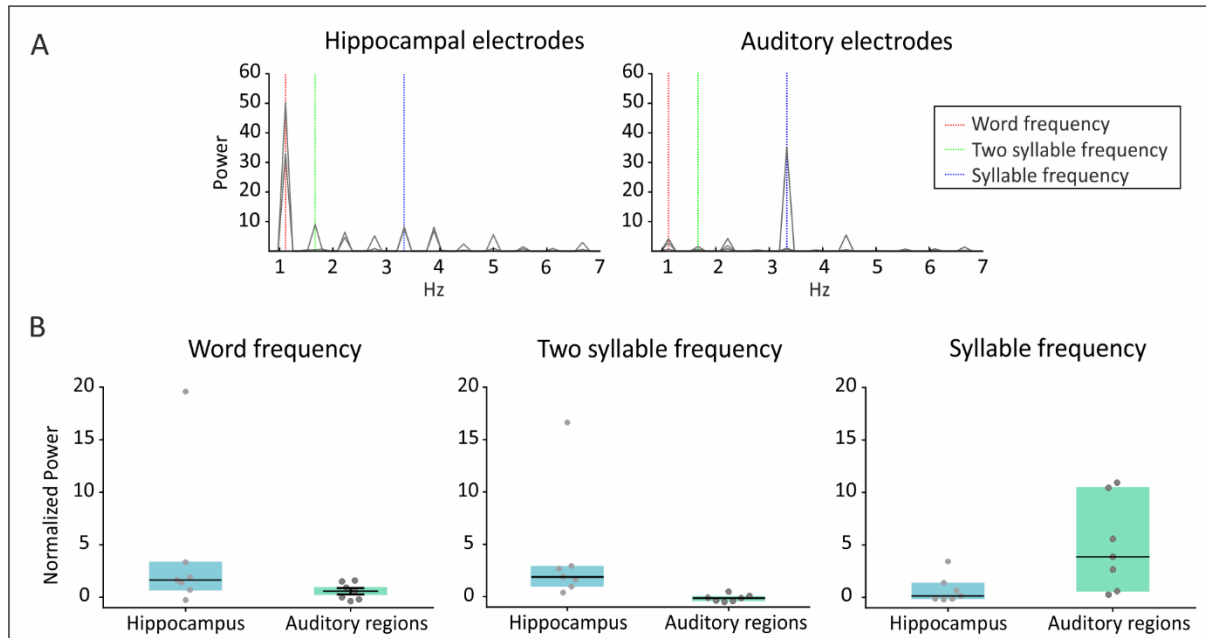 A
Hippocampal electrodes
Auditory electrodes
60
50
40
30
20
10
Power
1 2 3 4 5 6 7
Hz
60
50
40
30
20
10
1 2 3 4 5 6 7
Hz
Word frequency
Two syllable frequency
Syllable frequency
B
Word frequency
Two syllable frequency
Syllable frequency
Normalized Power
20
15
10
5
0
Hippocampus Auditory regions
20
15
10
5
0
Hippocampus Auditory regions
20
15
10
5
0
Hippocampus Auditory regions